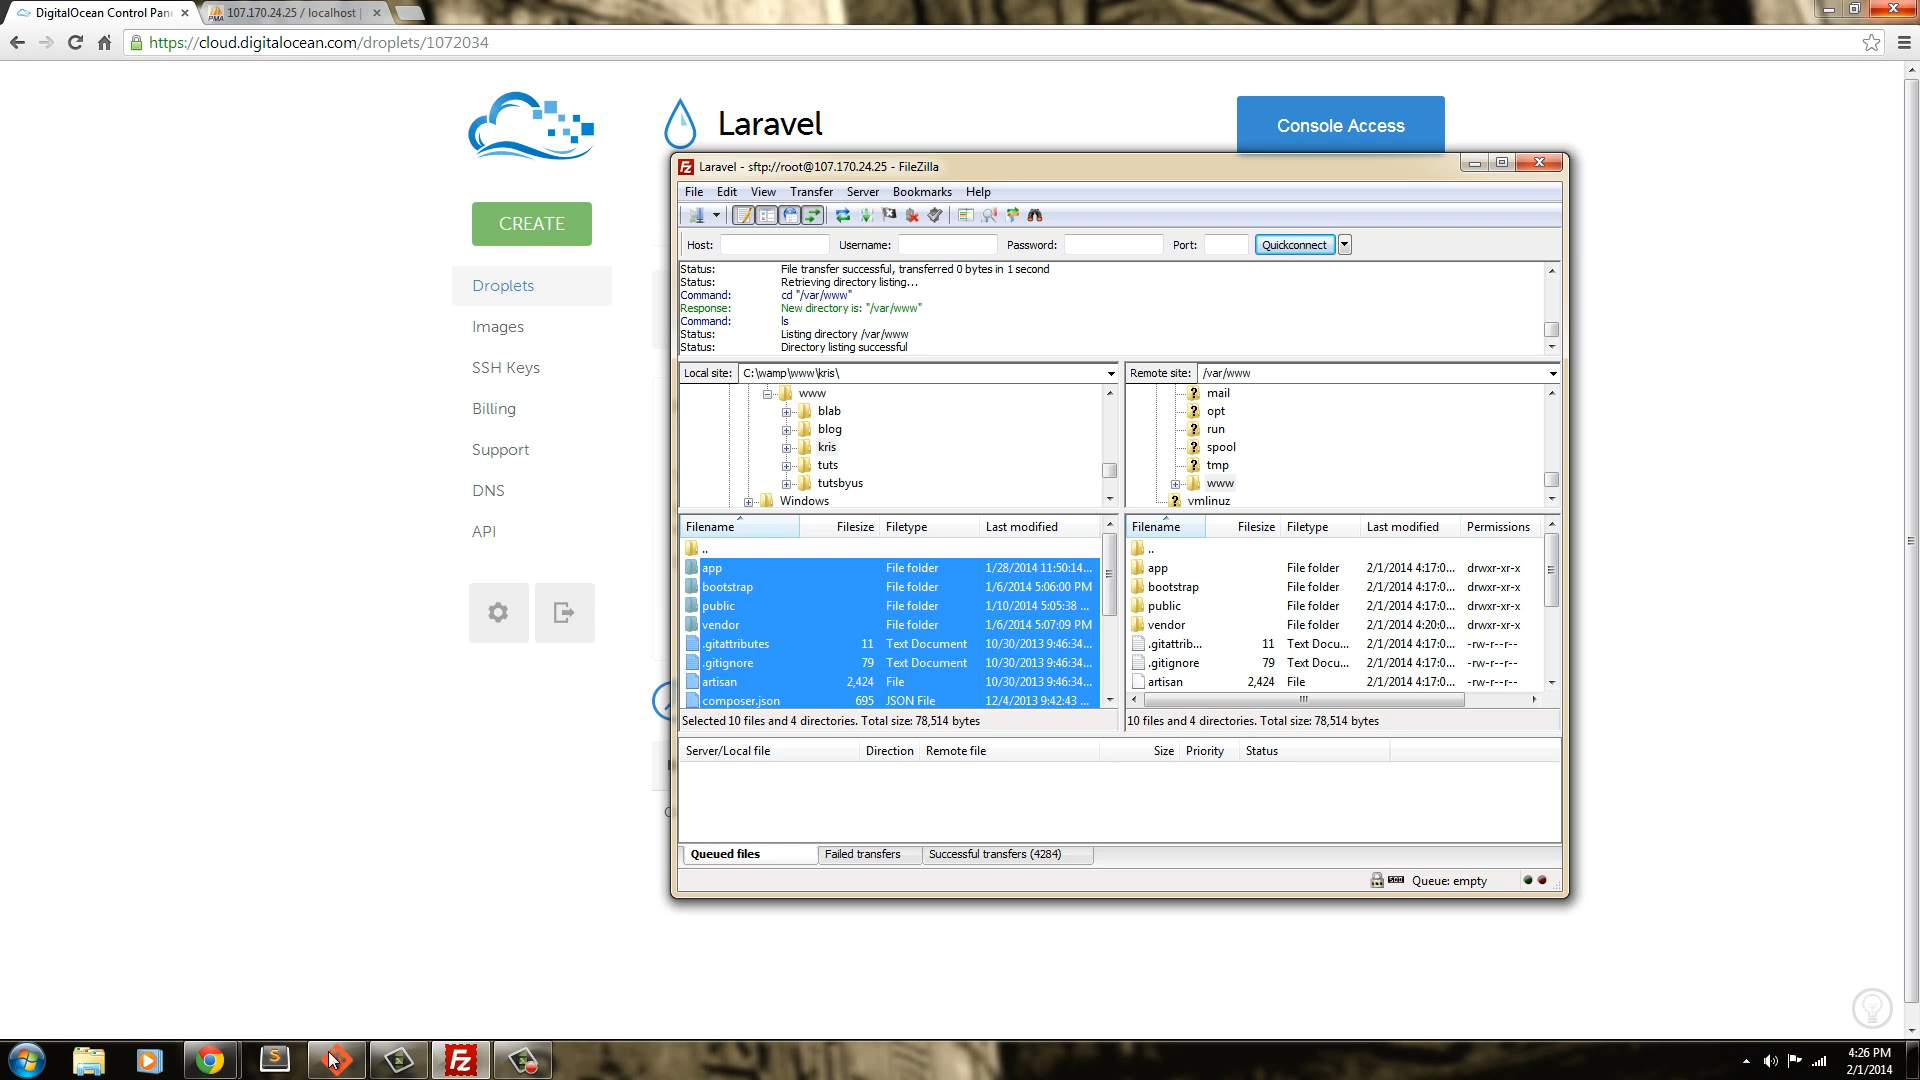 DigitalOcean Control Pan
107.170.24.25 / localhost |
https://cloud.digitalocean.com/droplets/1072034
Laravel
Console Access
CREATE
Droplets
Images
SSH Keys
Billing
Support
DNS
API
Laravel - sftp://root@107.170.24.25 - FileZilla
File Edit View Transfer Server Bookmarks Help
Host: Username: Password: Port: Quickconnect
Status: File transfer successful, transferred 0 bytes in 1 second
Status: Retrieving directory listing...
Command: cd "/var/www"
Response: New directory is: "/var/www"
Command: ls
Status: Listing directory /var/www
Status: Directory listing successful
Local site: C:\wamp\www\kris\
www
blab
blog
kris
tuts
tutsbyus
Windows
Remote site: /var/www
mail
opt
run
spool
tmp
www
vmlinuz
Filename Filesize Filetype Last modified
..
app File folder 1/28/2014 11:50:14...
bootstrap File folder 1/6/2014 5:06:00 PM
public File folder 1/10/2014 5:05:38 ...
vendor File folder 1/6/2014 5:07:09 PM
.gitattributes 11 Text Document 10/30/2013 9:46:34...
.gitignore 79 Text Document 10/30/2013 9:46:34...
artisan 2,424 File 10/30/2013 9:46:34...
composer.json 695 JSON File 12/4/2013 9:42:43 ...
Selected 10 files and 4 directories. Total size: 78,514 bytes
Filename Filesize Filetype Last modified Permissions
..
app File folder 2/1/2014 4:17:0... drwxr-xr-x
bootstrap File folder 2/1/2014 4:17:0... drwxr-xr-x
public File folder 2/1/2014 4:17:0... drwxr-xr-x
vendor File folder 2/1/2014 4:20:0... drwxr-xr-x
.gitattrib... 11 Text Docu... 2/1/2014 4:17:0... -rw-r--r--
.gitignore 79 Text Docu... 2/1/2014 4:17:0... -rw-r--r--
artisan 2,424 File 2/1/2014 4:17:0... -rw-r--r--
10 files and 4 directories. Total size: 78,514 bytes
Server/Local file Direction Remote file Size Priority Status
Queued files Failed transfers Successful transfers (4284)
Queue: empty
4:26 PM
2/1/2014